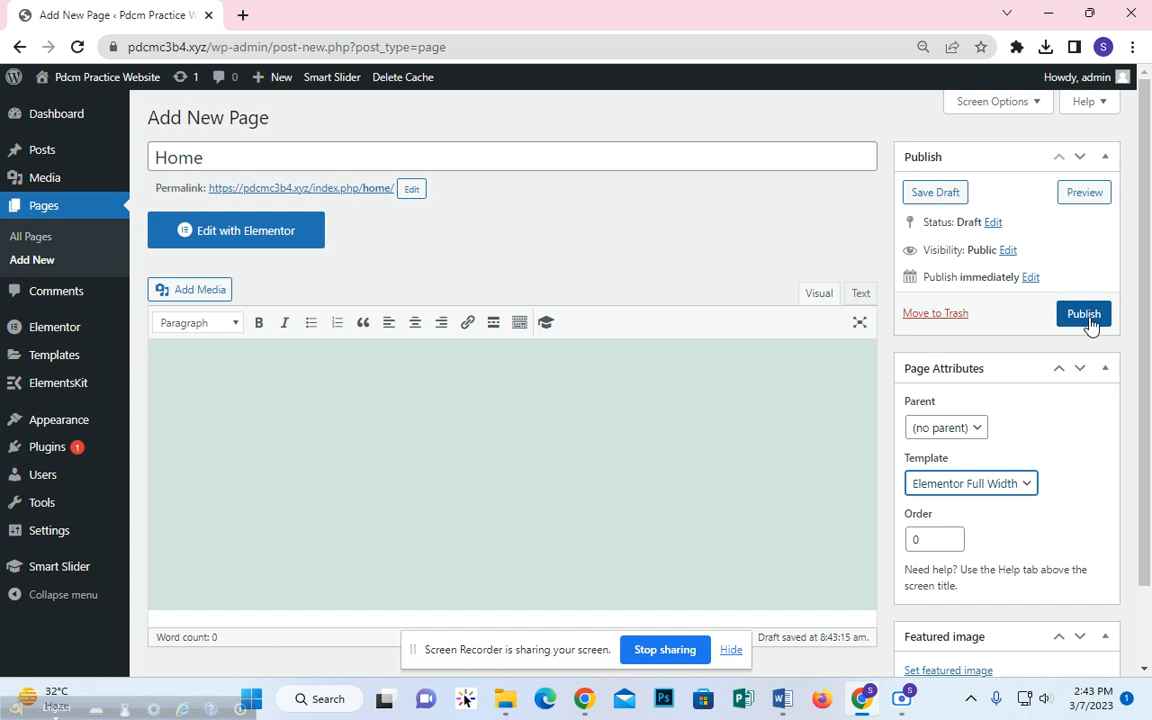 Add New Page ‹ Pdcm Practice W
pdcmc3b4.xyz/wp-admin/post-new.php?post_type=page
S
Pdcm Practice Website 1 0 New Smart Slider Delete Cache
Howdy, admin
Screen Options Help
Add New Page
Home
Permalink: https://pdcmc3b4.xyz/index.php/home/ Edit
Edit with Elementor
Add Media
Visual Text
Paragraph
Word count: 0
Draft saved at 8:43:15 am.
Dashboard
Posts
Media
Pages
All Pages
Add New
Comments
Elementor
Templates
ElementsKit
Appearance
Plugins 1
Users
Tools
Settings
Smart Slider
Collapse menu
Publish
Save Draft Preview
Status: Draft Edit
Visibility: Public Edit
Publish immediately Edit
Move to Trash Publish
Page Attributes
Parent
(no parent)
Template
Elementor Full Width
Order
0
Need help? Use the Help tab above the
screen title.
Featured image
Set featured image
Screen Recorder is sharing your screen. Stop sharing Hide
32°C
Haze
Search
Ps
S
S
2:43 PM
3/7/2023
1